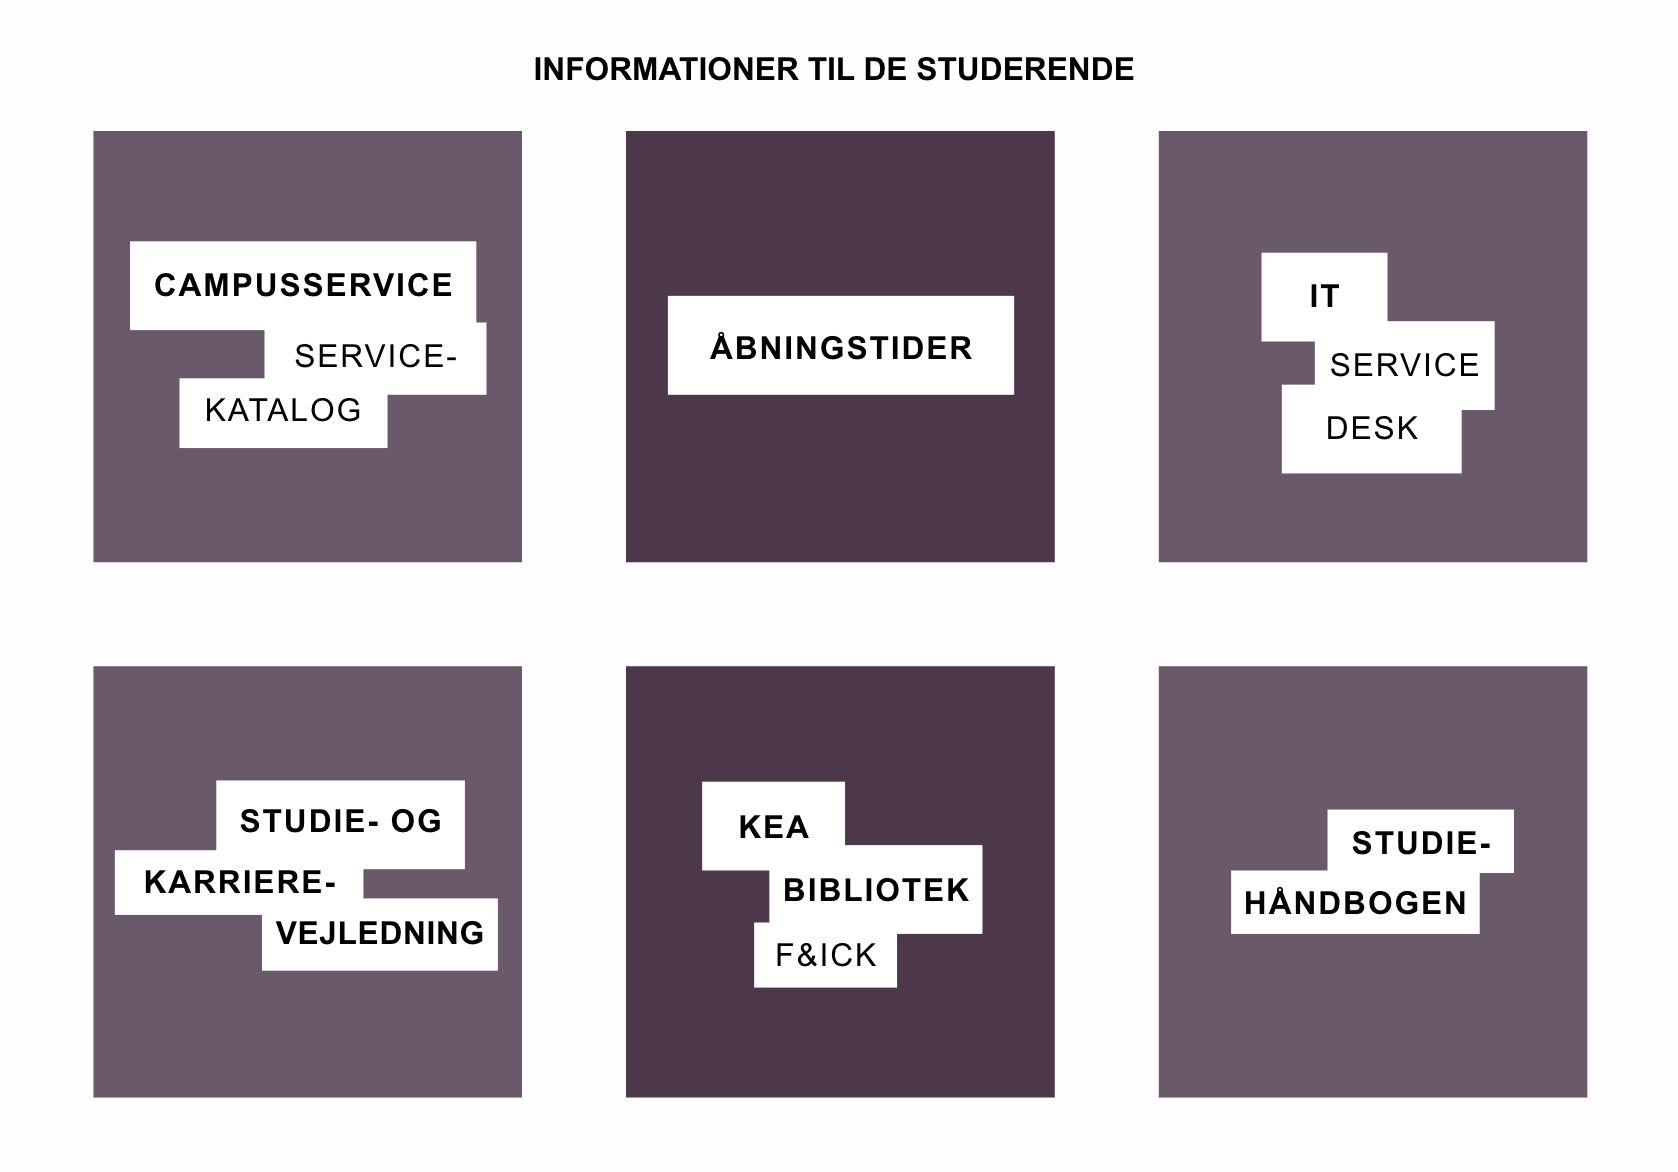 INFORMATIONER TIL DE STUDERENDE
CAMPUSSERVICE
SERVICE-
KATALOG
ÅBNINGSTIDER
IT
SERVICE
DESK
STUDIE- OG
KARRIERE-
VEJLEDNING
KEA
BIBLIOTEK
F&ICK
STUDIE-
HÅNDBOGEN